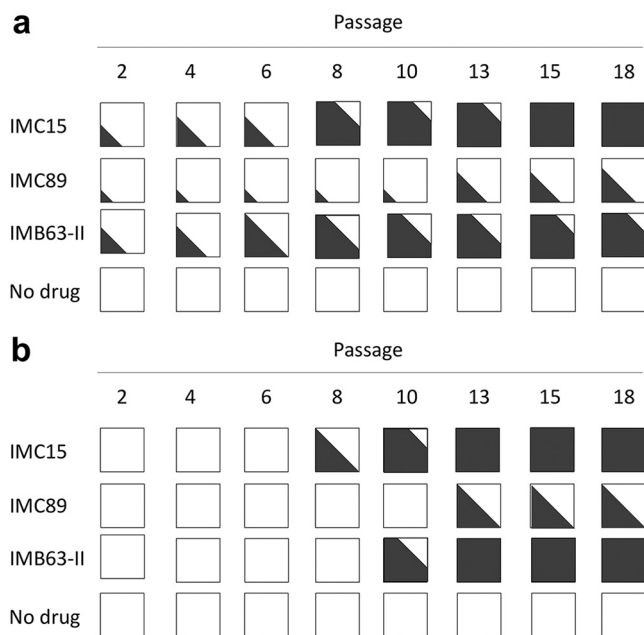 a
Passage
2 4 6 8 10 13 15 18
IMC15
IMC89
IMB63-II
No drug
b
Passage
2 4 6 8 10 13 15 18
IMC15
IMC89
IMB63-II
No drug